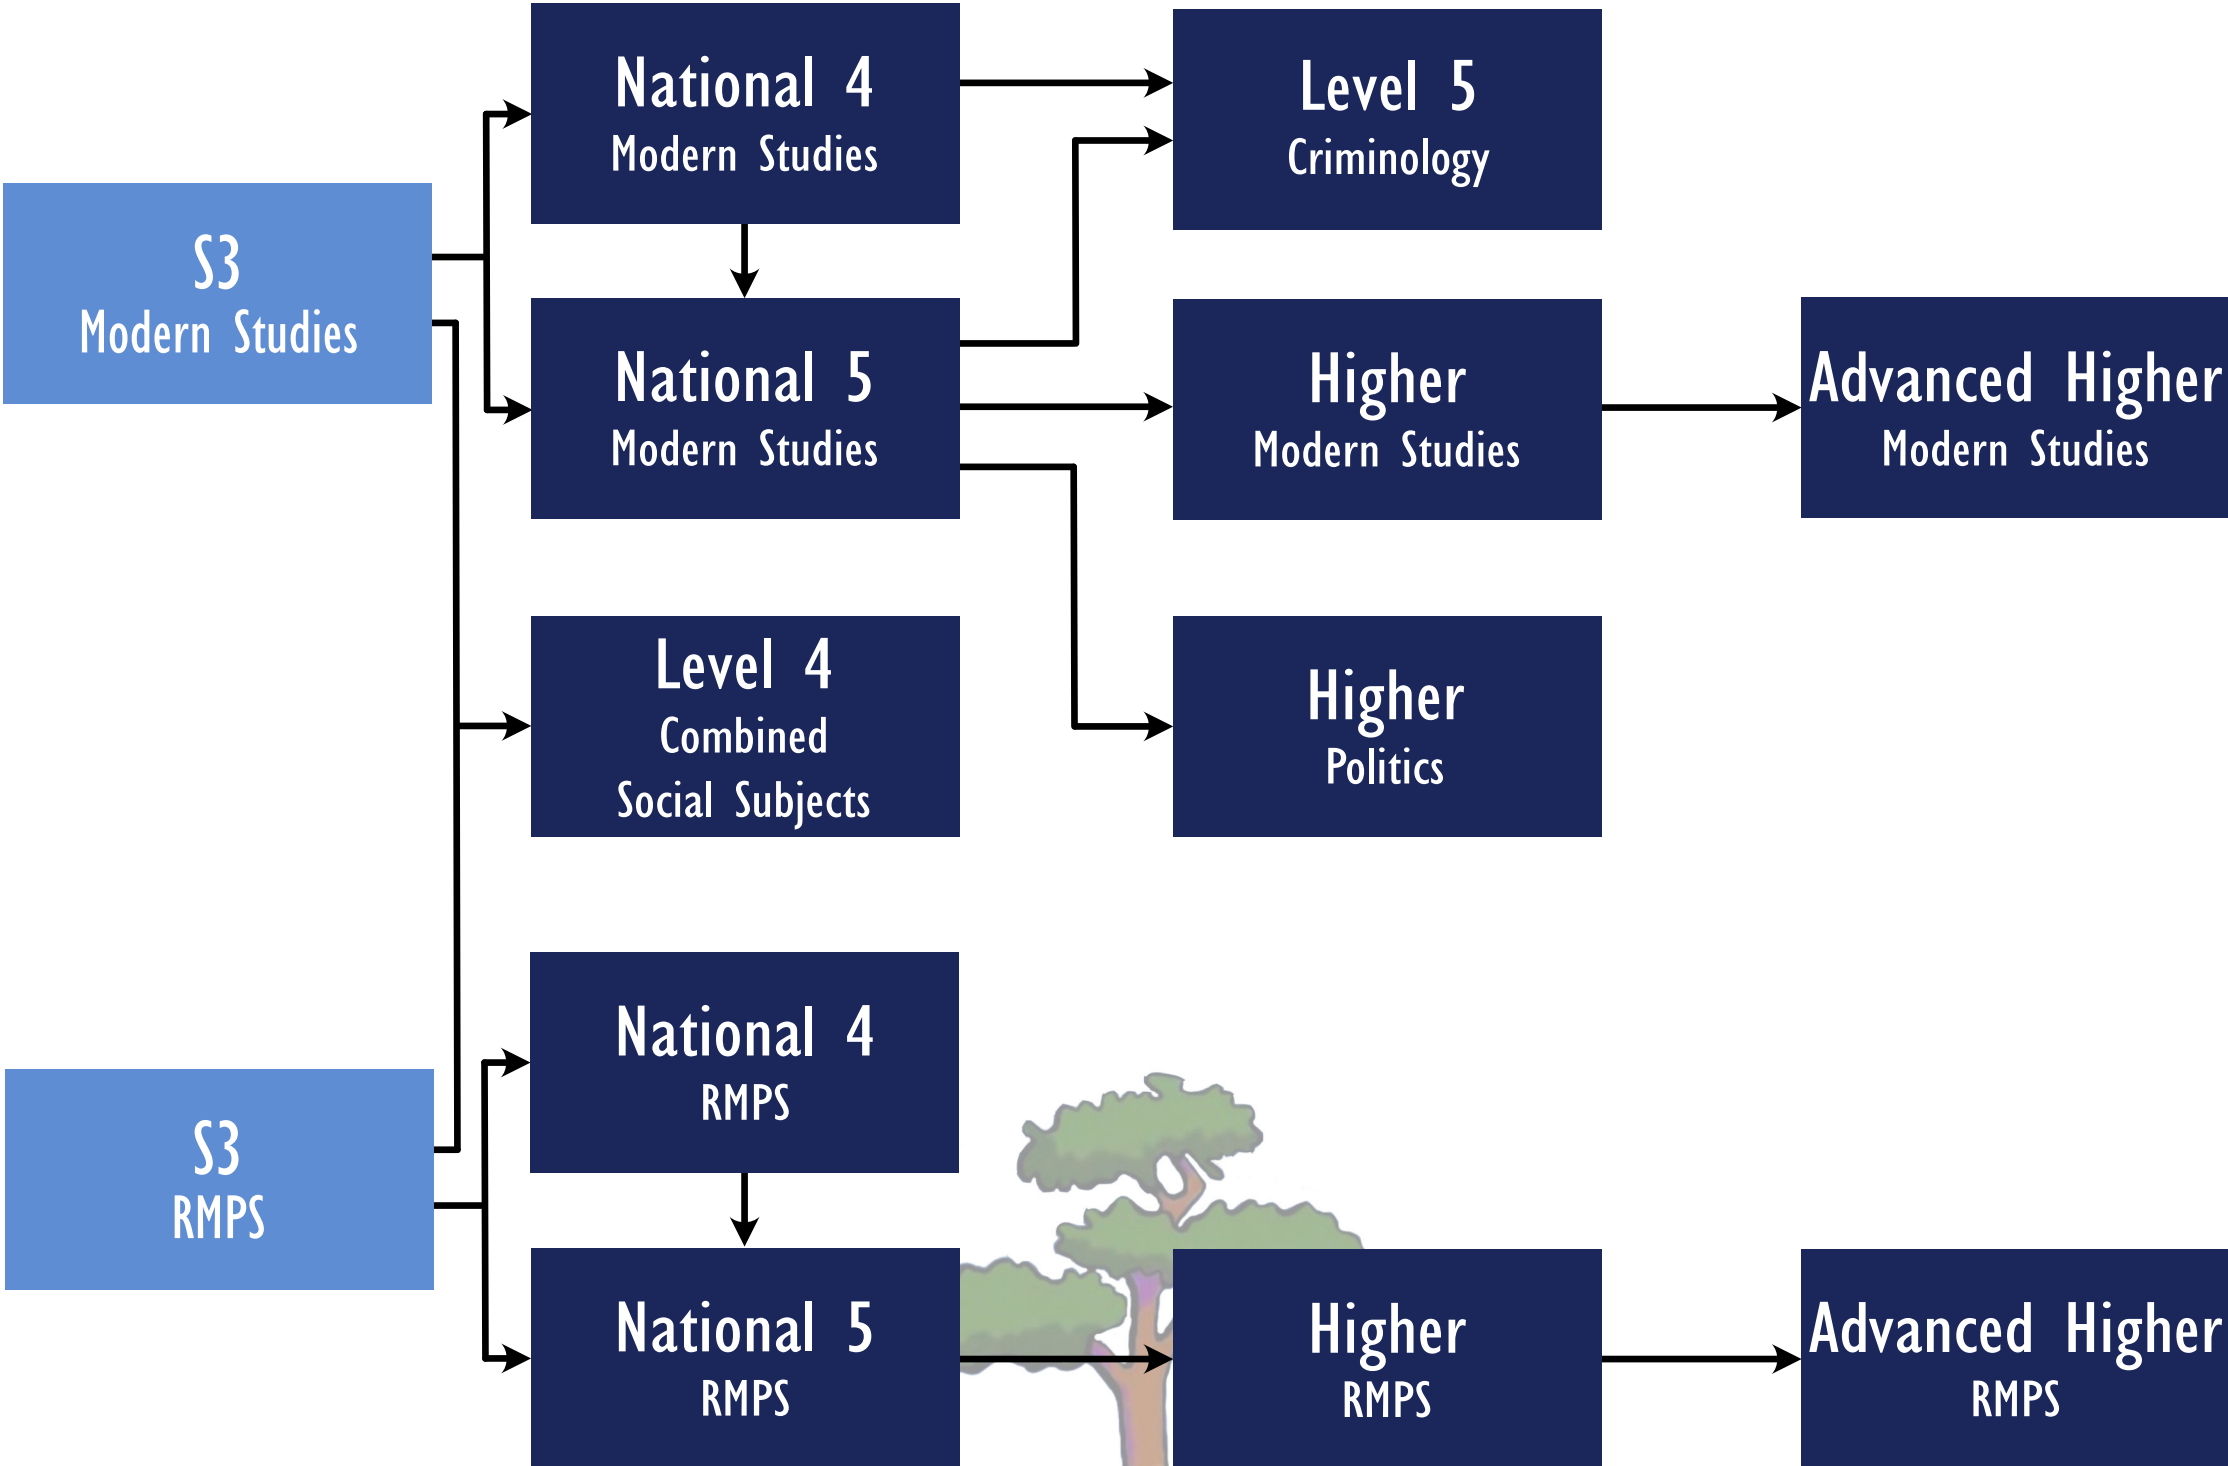 National 4
Modern Studies
Level 5
Criminology
S3
Modern Studies
National 5
Modern Studies
Higher
Modern Studies
Advanced Higher
Modern Studies
Level 4
Combined
Social Subjects
Higher
Politics
National 4
RMPS
S3
RMPS
National 5
RMPS
Higher
RMPS
Advanced Higher
RMPS